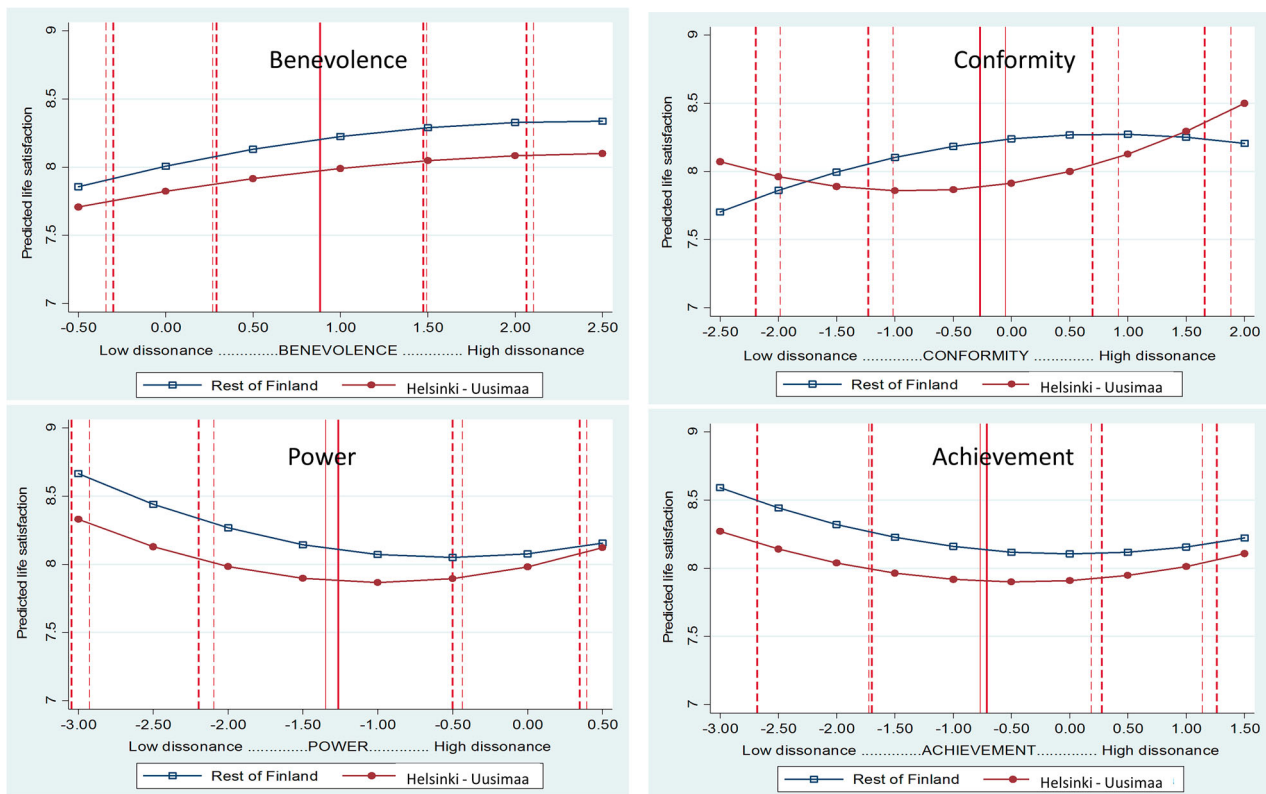 Benevolence
Predicted life satisfaction
9
8.5
8
7.5
7
-0.50 0.00 0.50 1.00 1.50 2.00 2.50
Low dissonance ..............BENEVOLENCE .............. High dissonance
Rest of Finland Helsinki - Uusimaa
Conformity
Predicted life satisfaction
9
8.5
8
7.5
7
-2.50 -2.00 -1.50 -1.00 -0.50 0.00 0.50 1.00 1.50 2.00
Low dissonance ..............CONFORMITY .............. High dissonance
Rest of Finland Helsinki - Uusimaa
Power
Predicted life satisfaction
9
8.5
8
7.5
7
-3.00 -2.50 -2.00 -1.50 -1.00 -0.50 0.00 0.50
Low dissonance ..............POWER.............. High dissonance
Rest of Finland Helsinki - Uusimaa
Achievement
Predicted life satisfaction
9
8.5
8
7.5
7
-3.00 -2.50 -2.00 -1.50 -1.00 -0.50 0.00 0.50 1.00 1.50
Low dissonance ..............ACHIEVEMENT.............. High dissonance
Rest of Finland Helsinki - Uusimaa